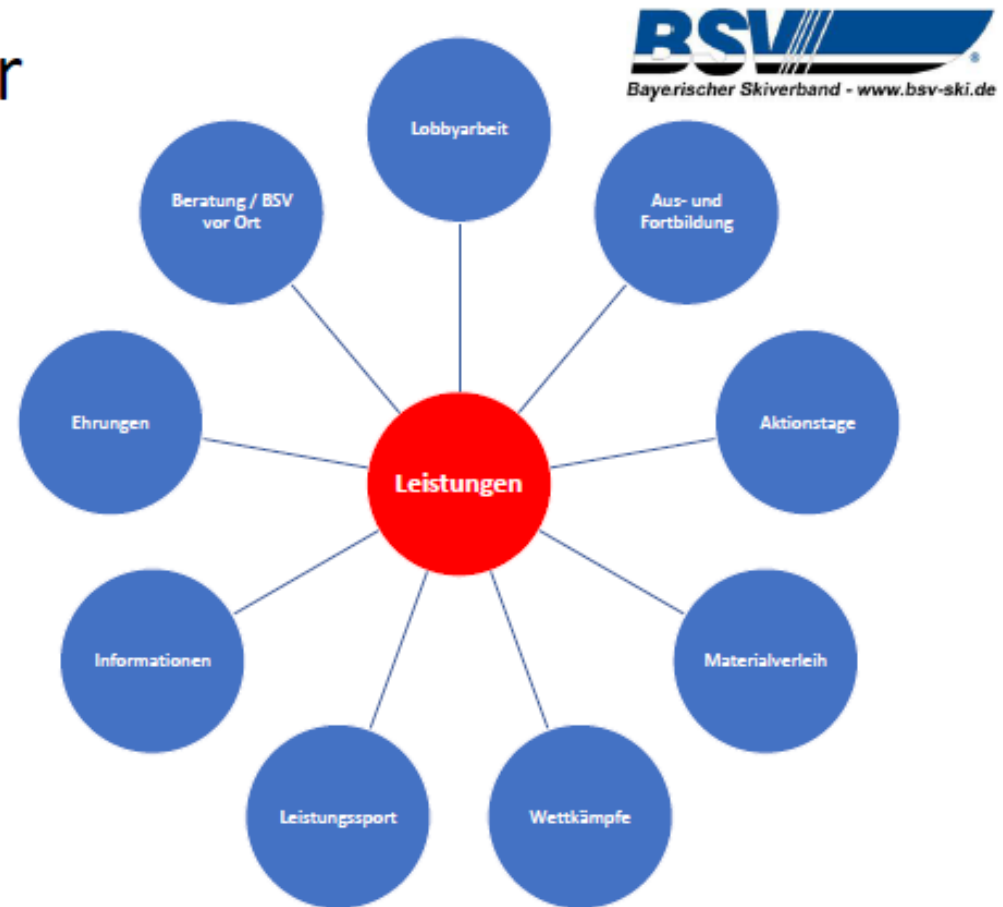 r
BSV
Bayerischer Skiverband - www.bsv-ski.de
Lobbyarbeit
Aus- und
Fortbildung
Aktionstage
Materialverleih
Wettkämpfe
Leistungssport
Informationen
Ehrungen
Beratung / BSV
vor Ort
Leistungen